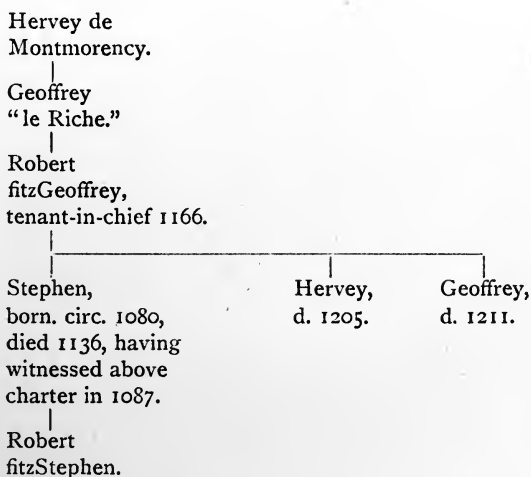 Hervey de
Montmorency.
Geoffrey
“le Riche.”
Robert
fitzGeoffrey,
tenant-in-chief 1166.
Stephen,
born. circ. 1080,
died 1136, having
witnessed above
charter in 1087.
Hervey,
d. 1205.
Geoffrey,
d. 1211.
Robert
fitzStephen.